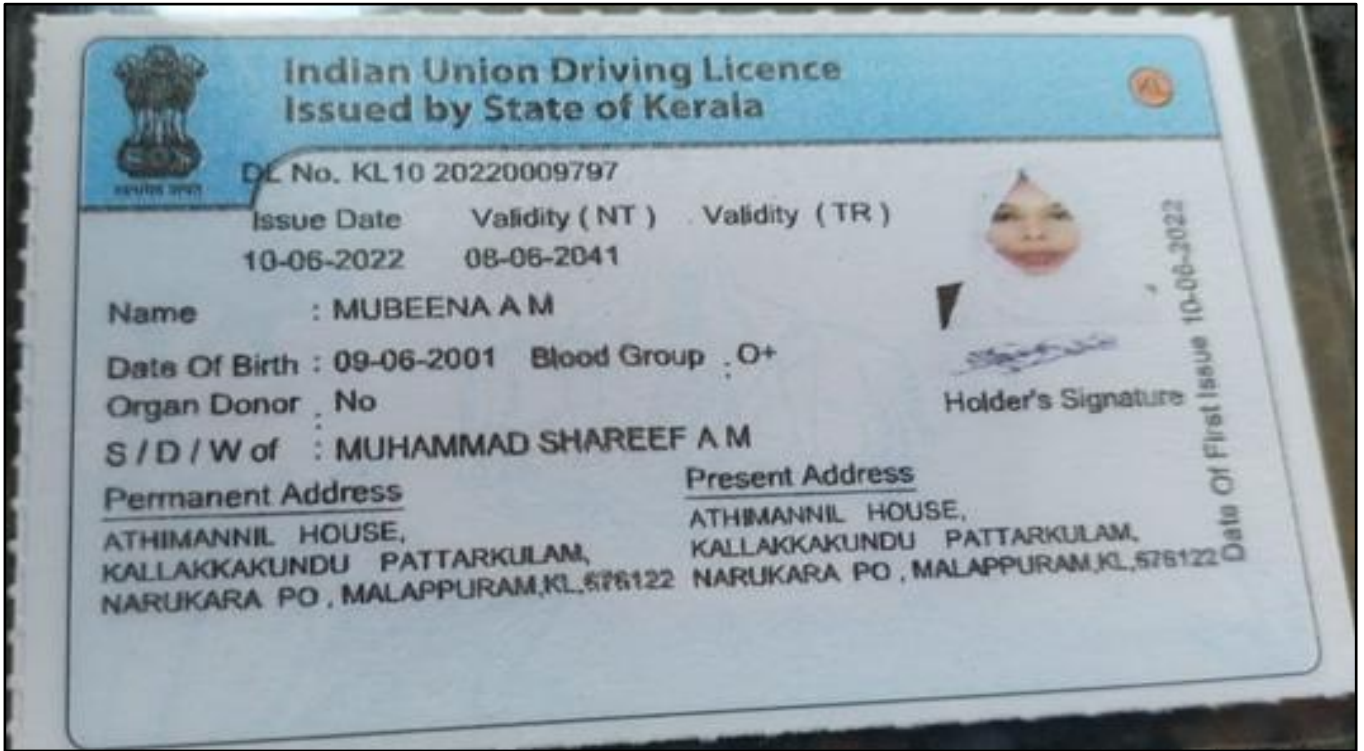 Indian Union Driving Licence
Issued by State of Kerala
KL
DL No. KL10 20220009797
Issue Date Validity ( NT ) Validity ( TR )
10-06-2022 08-06-2041
Name : MUBEENA A M
Date Of Birth : 09-06-2001 Blood Group : O+
Organ Donor : No
Holder's Signature
S / D / W of : MUHAMMAD SHAREEF A M
Permanent Address
ATHIMANNIL HOUSE,
KALLAKKAKUNDU PATTARKULAM,
NARUKARA PO , MALAPPURAM,KL,676122
Present Address
ATHIMANNIL HOUSE,
KALLAKKAKUNDU PATTARKULAM,
NARUKARA PO , MALAPPURAM,KL,676122
Date Of First Issue 10-06-2022